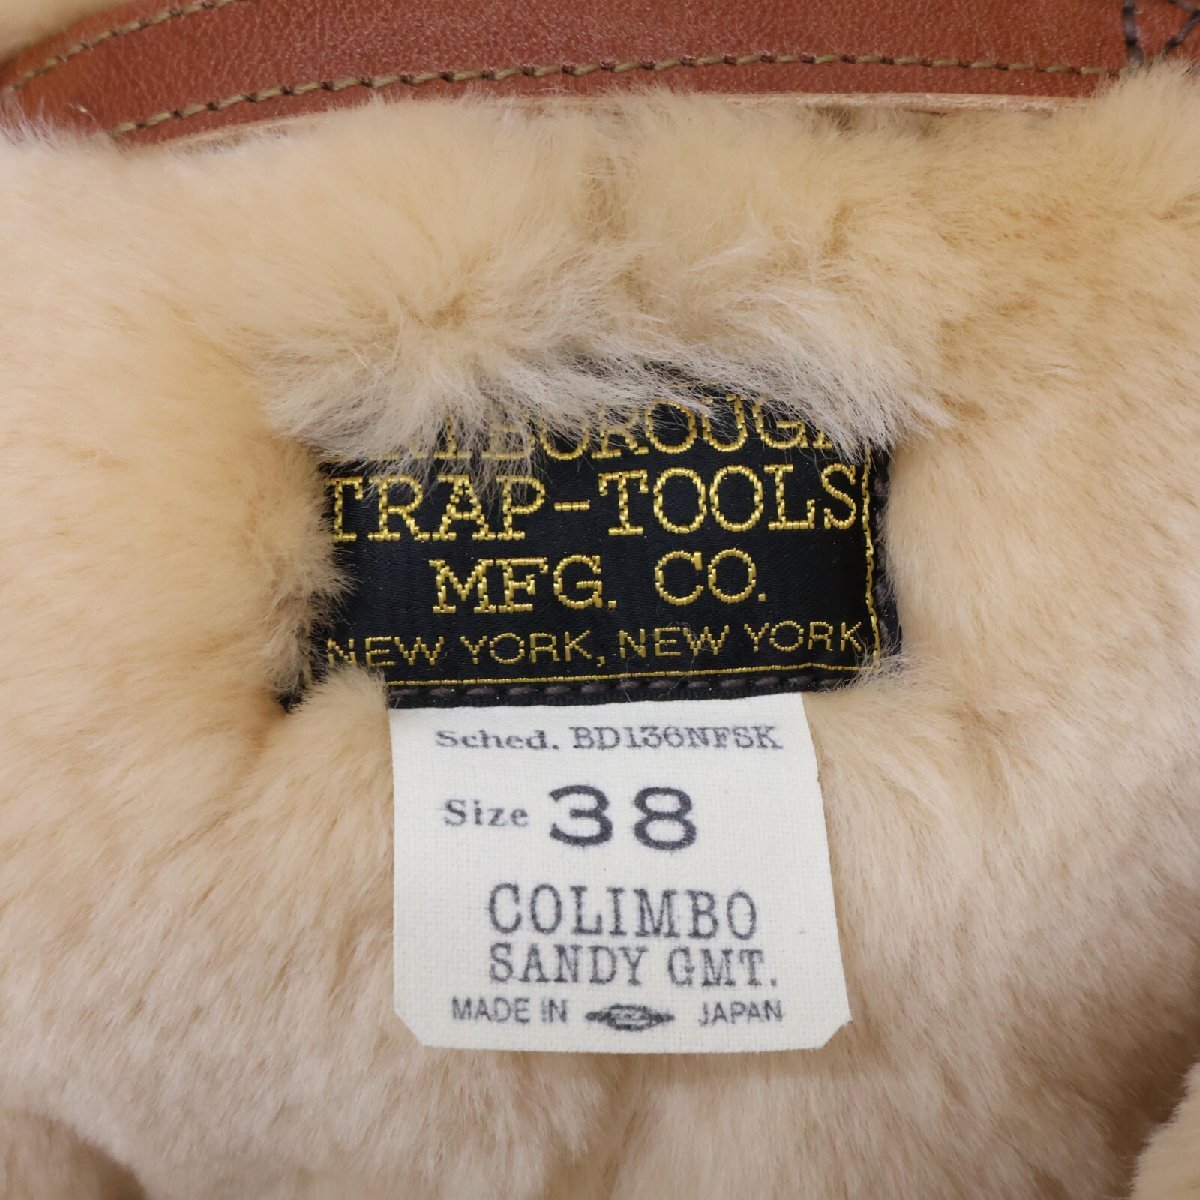 TRAP-TOOLS
MFG. CO.
NEW YORK, NEW YORK
Sched. BD136NFSK
Size 38
COLIMBO
SANDY GMT.
MADE IN JAPAN